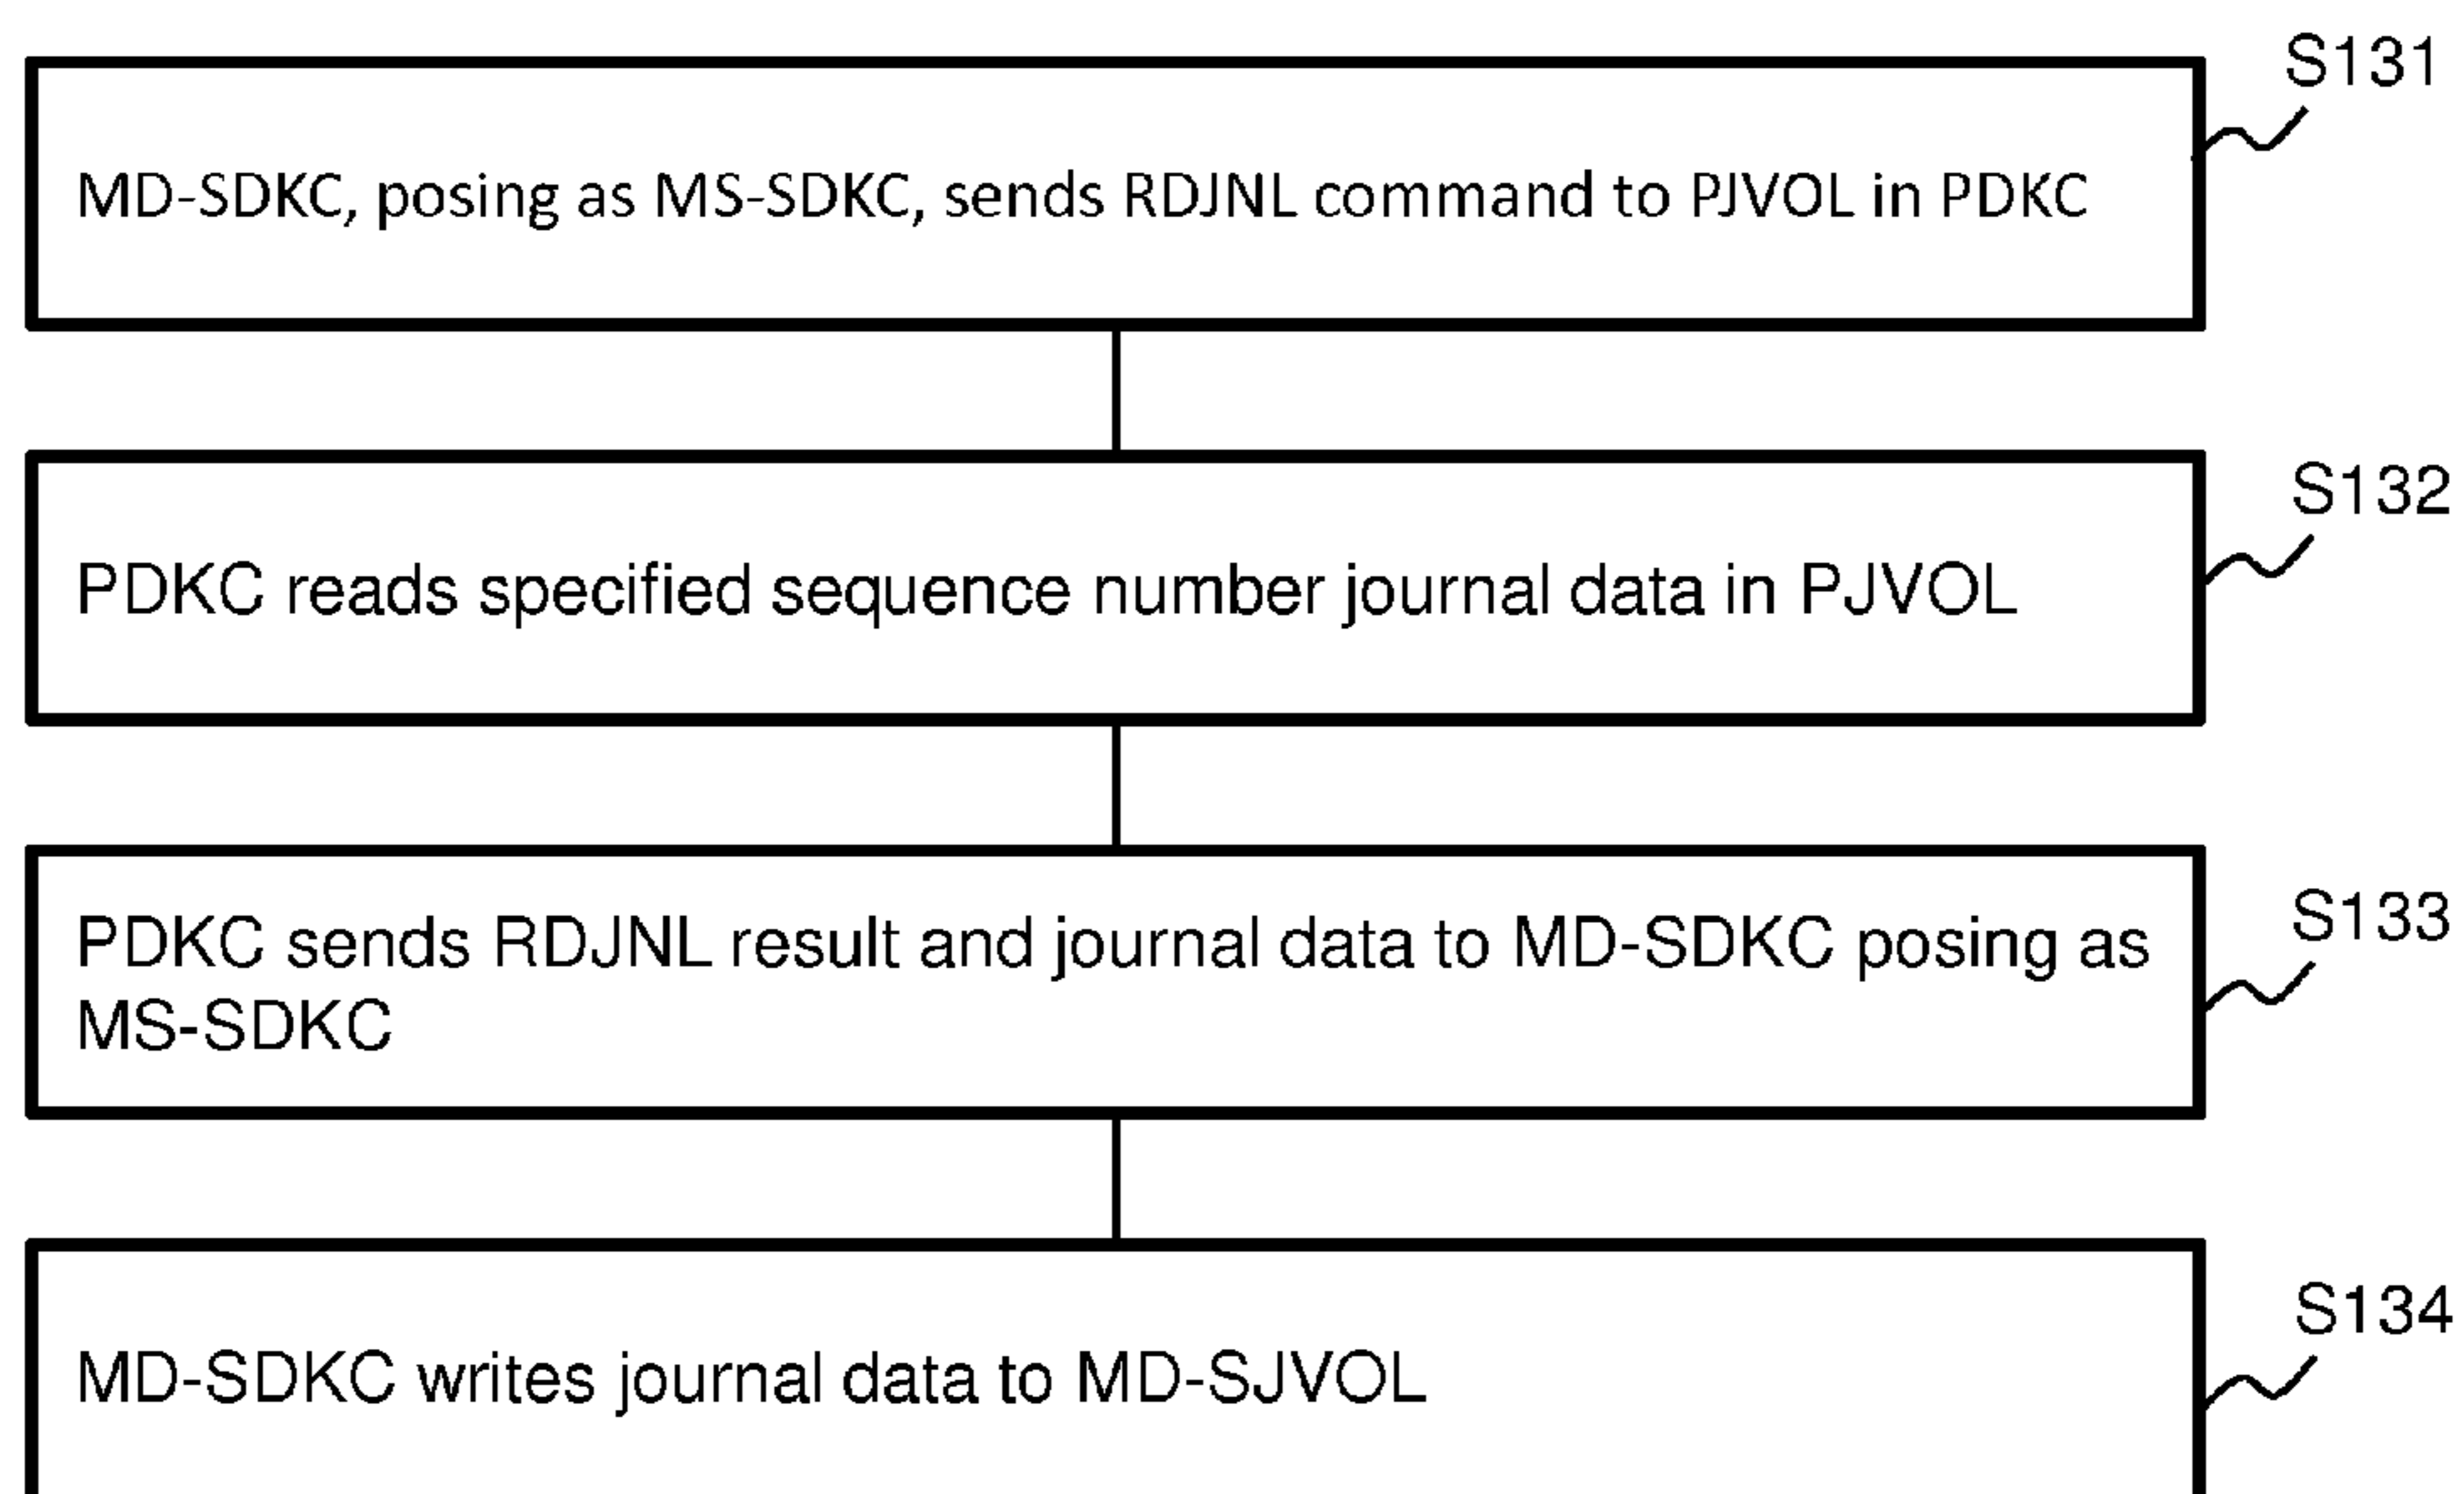 S131
MD-SDKC, posing as MS-SDKC, sends RDJNL command to PJVOL in PDKC
S132
PDKC reads specified sequence number journal data in PJVOL
S133
PDKC sends RDJNL result and journal data to MD-SDKC posing as
MS-SDKC
S134
MD-SDKC writes journal data to MD-SJVOL